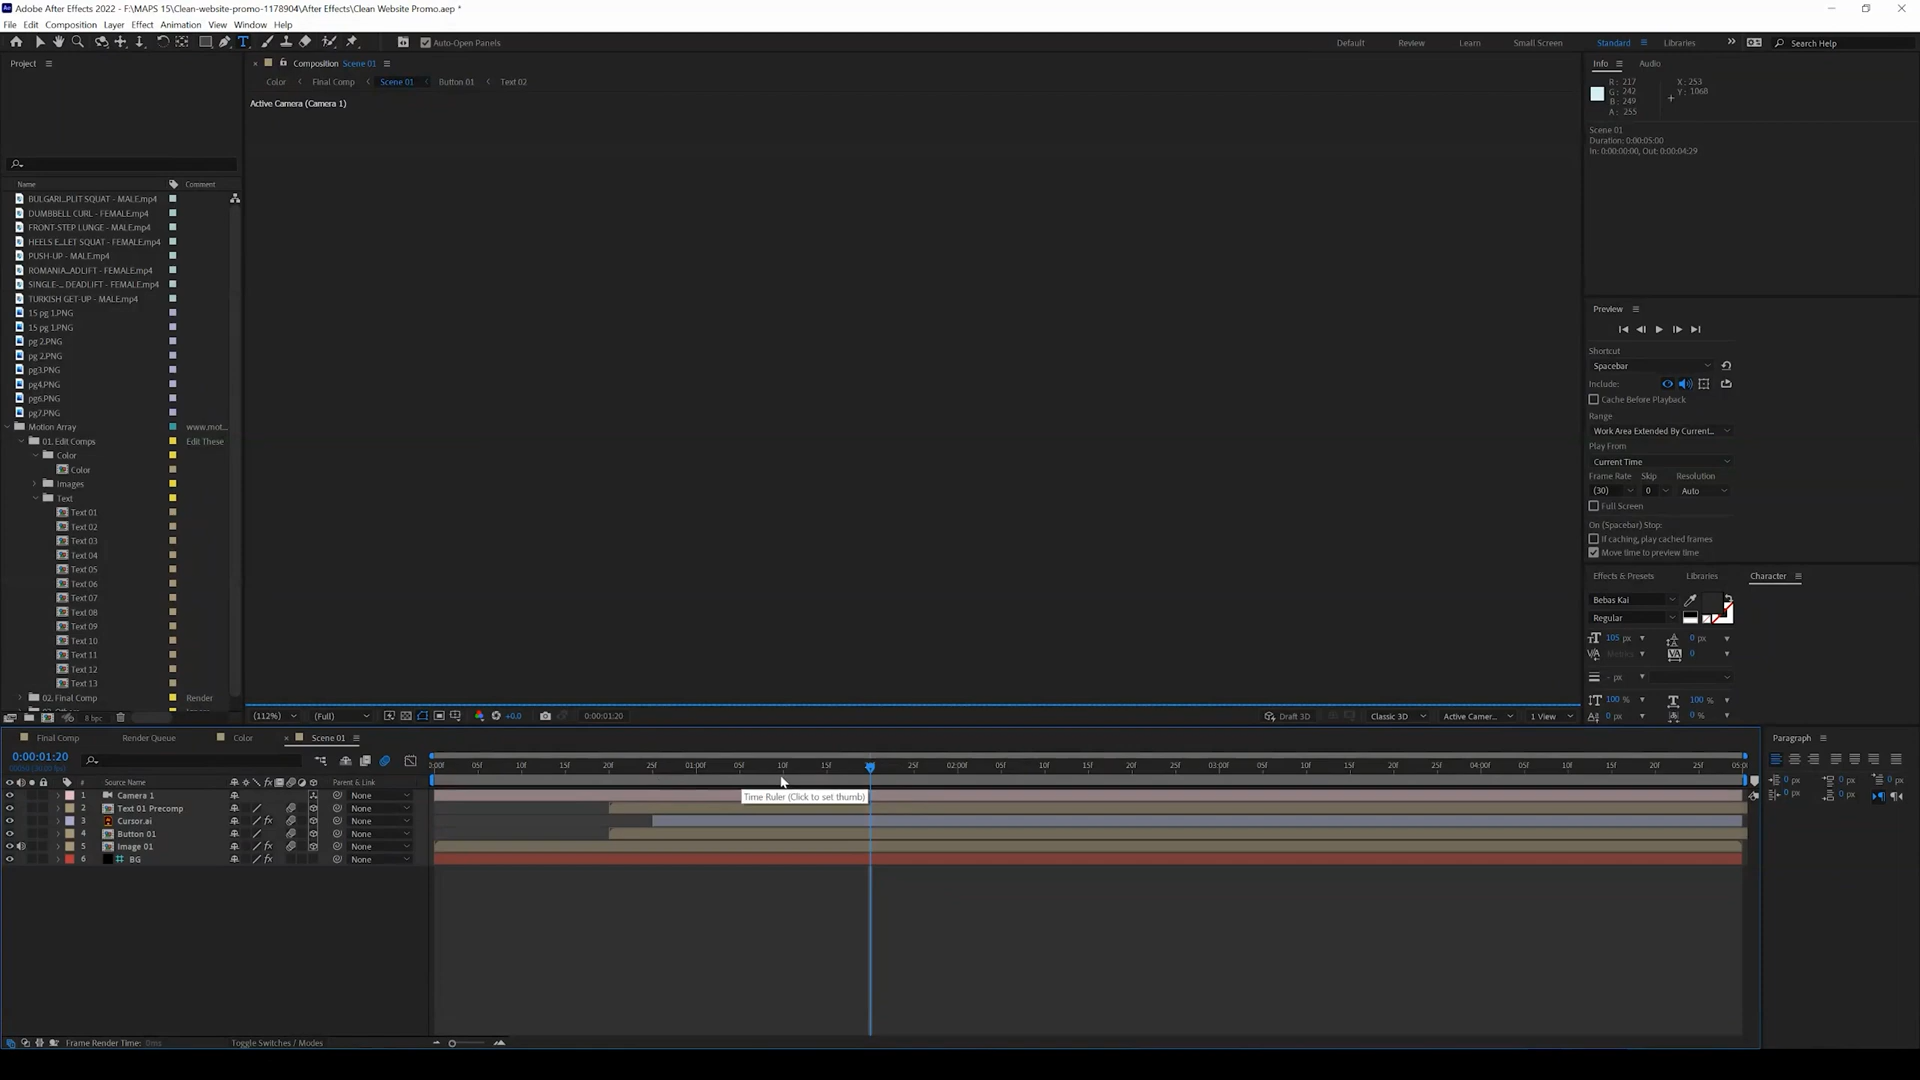 Adobe After Effects 2022 - F:\MAPS 15\Clean-website-promo-1178904\After Effects\Clean Website Promo.aep *
File Edit Composition Layer Effect Animation View Window Help
Auto-Open Panels
Default Review Learn Small Screen Standard Libraries Search Help
Project
Composition Scene 01
Color Final Comp Scene 01 Button 01 Text 02
Active Camera (Camera 1)
Name Comment
BULGARI...PLIT SQUAT - MALE.mp4
DUMBBELL CURL - FEMALE.mp4
FRONT-STEP LUNGE - MALE.mp4
HEELS E...LET SQUAT - FEMALE.mp4
PUSH-UP - MALE.mp4
ROMANIA...ADLIFT - FEMALE.mp4
SINGLE-... DEADLIFT - FEMALE.mp4
TURKISH GET-UP - MALE.mp4
15 pg 1.PNG
15 pg 1.PNG
pg 2.PNG
pg 2.PNG
pg3.PNG
pg4.PNG
pg6.PNG
pg7.PNG
Motion Array www.mot...
01. Edit Comps Edit These
Color
Color
Images
Text
Text 01
Text 02
Text 03
Text 04
Text 05
Text 06
Text 07
Text 08
Text 09
Text 10
Text 11
Text 12
Text 13
02. Final Comp Render
8 bpc
(112%) (Full) +0.0 0:00:01:20 Draft 3D Classic 3D Active Camer... 1 View
Info Audio
R: 217 X: 253
G: 242 Y: 1068
B: 249
A: 255
Scene 01
Duration: 0:00:05:00
In: 0:00:00:00, Out: 0:00:04:29
Preview
Shortcut
Spacebar
Include:
Cache Before Playback
Range
Work Area Extended By Current...
Play From
Current Time
Frame Rate Skip Resolution
(30) 0 Auto
Full Screen
On (Spacebar) Stop:
If caching, play cached frames
Move time to preview time
Effects & Presets Libraries Character
Bebas Kai
Regular
105 px 0 px
Metrics 0
- px
100 % 100 %
0 px 0 %
Paragraph
0 px 0 px 0 px
0 px 0 px
Final Comp Render Queue Color Scene 01
0:00:01:20
# Source Name Parent & Link
1 Camera 1 None
2 Text 01 Precomp None
3 Cursor.ai None
4 Button 01 None
5 Image 01 None
6 BG None
0:00f 05f 10f 15f 20f 25f 01:00f 05f 10f 15f 25f 02:00f 05f 10f 15f 20f 25f 03:00f 05f 10f 15f 20f 25f 04:00f 05f 10f 15f 20f 25f 05:0
Time Ruler (Click to set thumb)
Frame Render Time: 0ms Toggle Switches / Modes